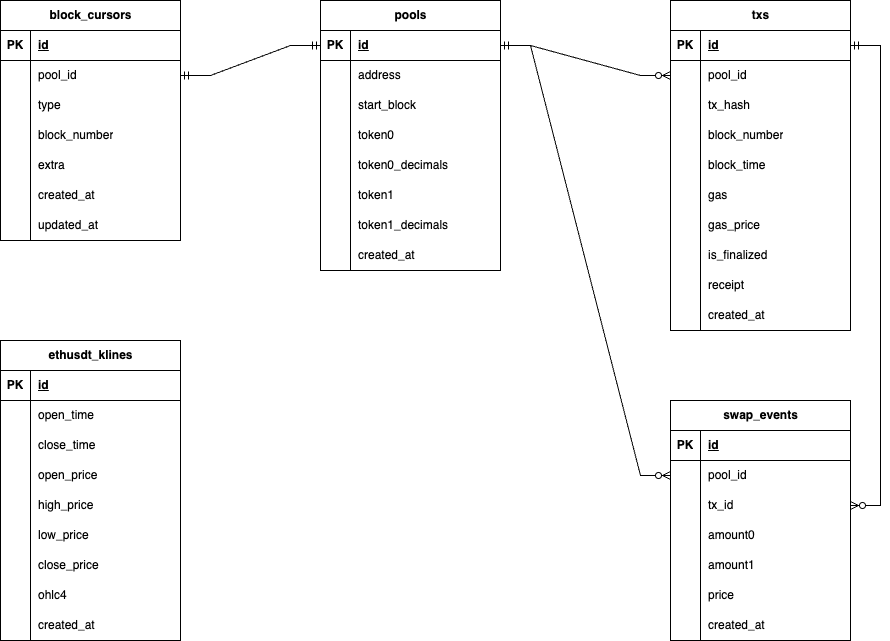 block_cursors
PK id
pool_id
type
block_number
extra
created_at
updated_at
pools
PK id
address
start_block
token0
token0_decimals
token1
token1_decimals
created_at
txs
PK id
pool_id
tx_hash
block_number
block_time
gas
gas_price
is_finalized
receipt
created_at
ethusdt_klines
PK id
open_time
close_time
open_price
high_price
low_price
close_price
ohlc4
created_at
swap_events
PK id
pool_id
tx_id
amount0
amount1
price
created_at